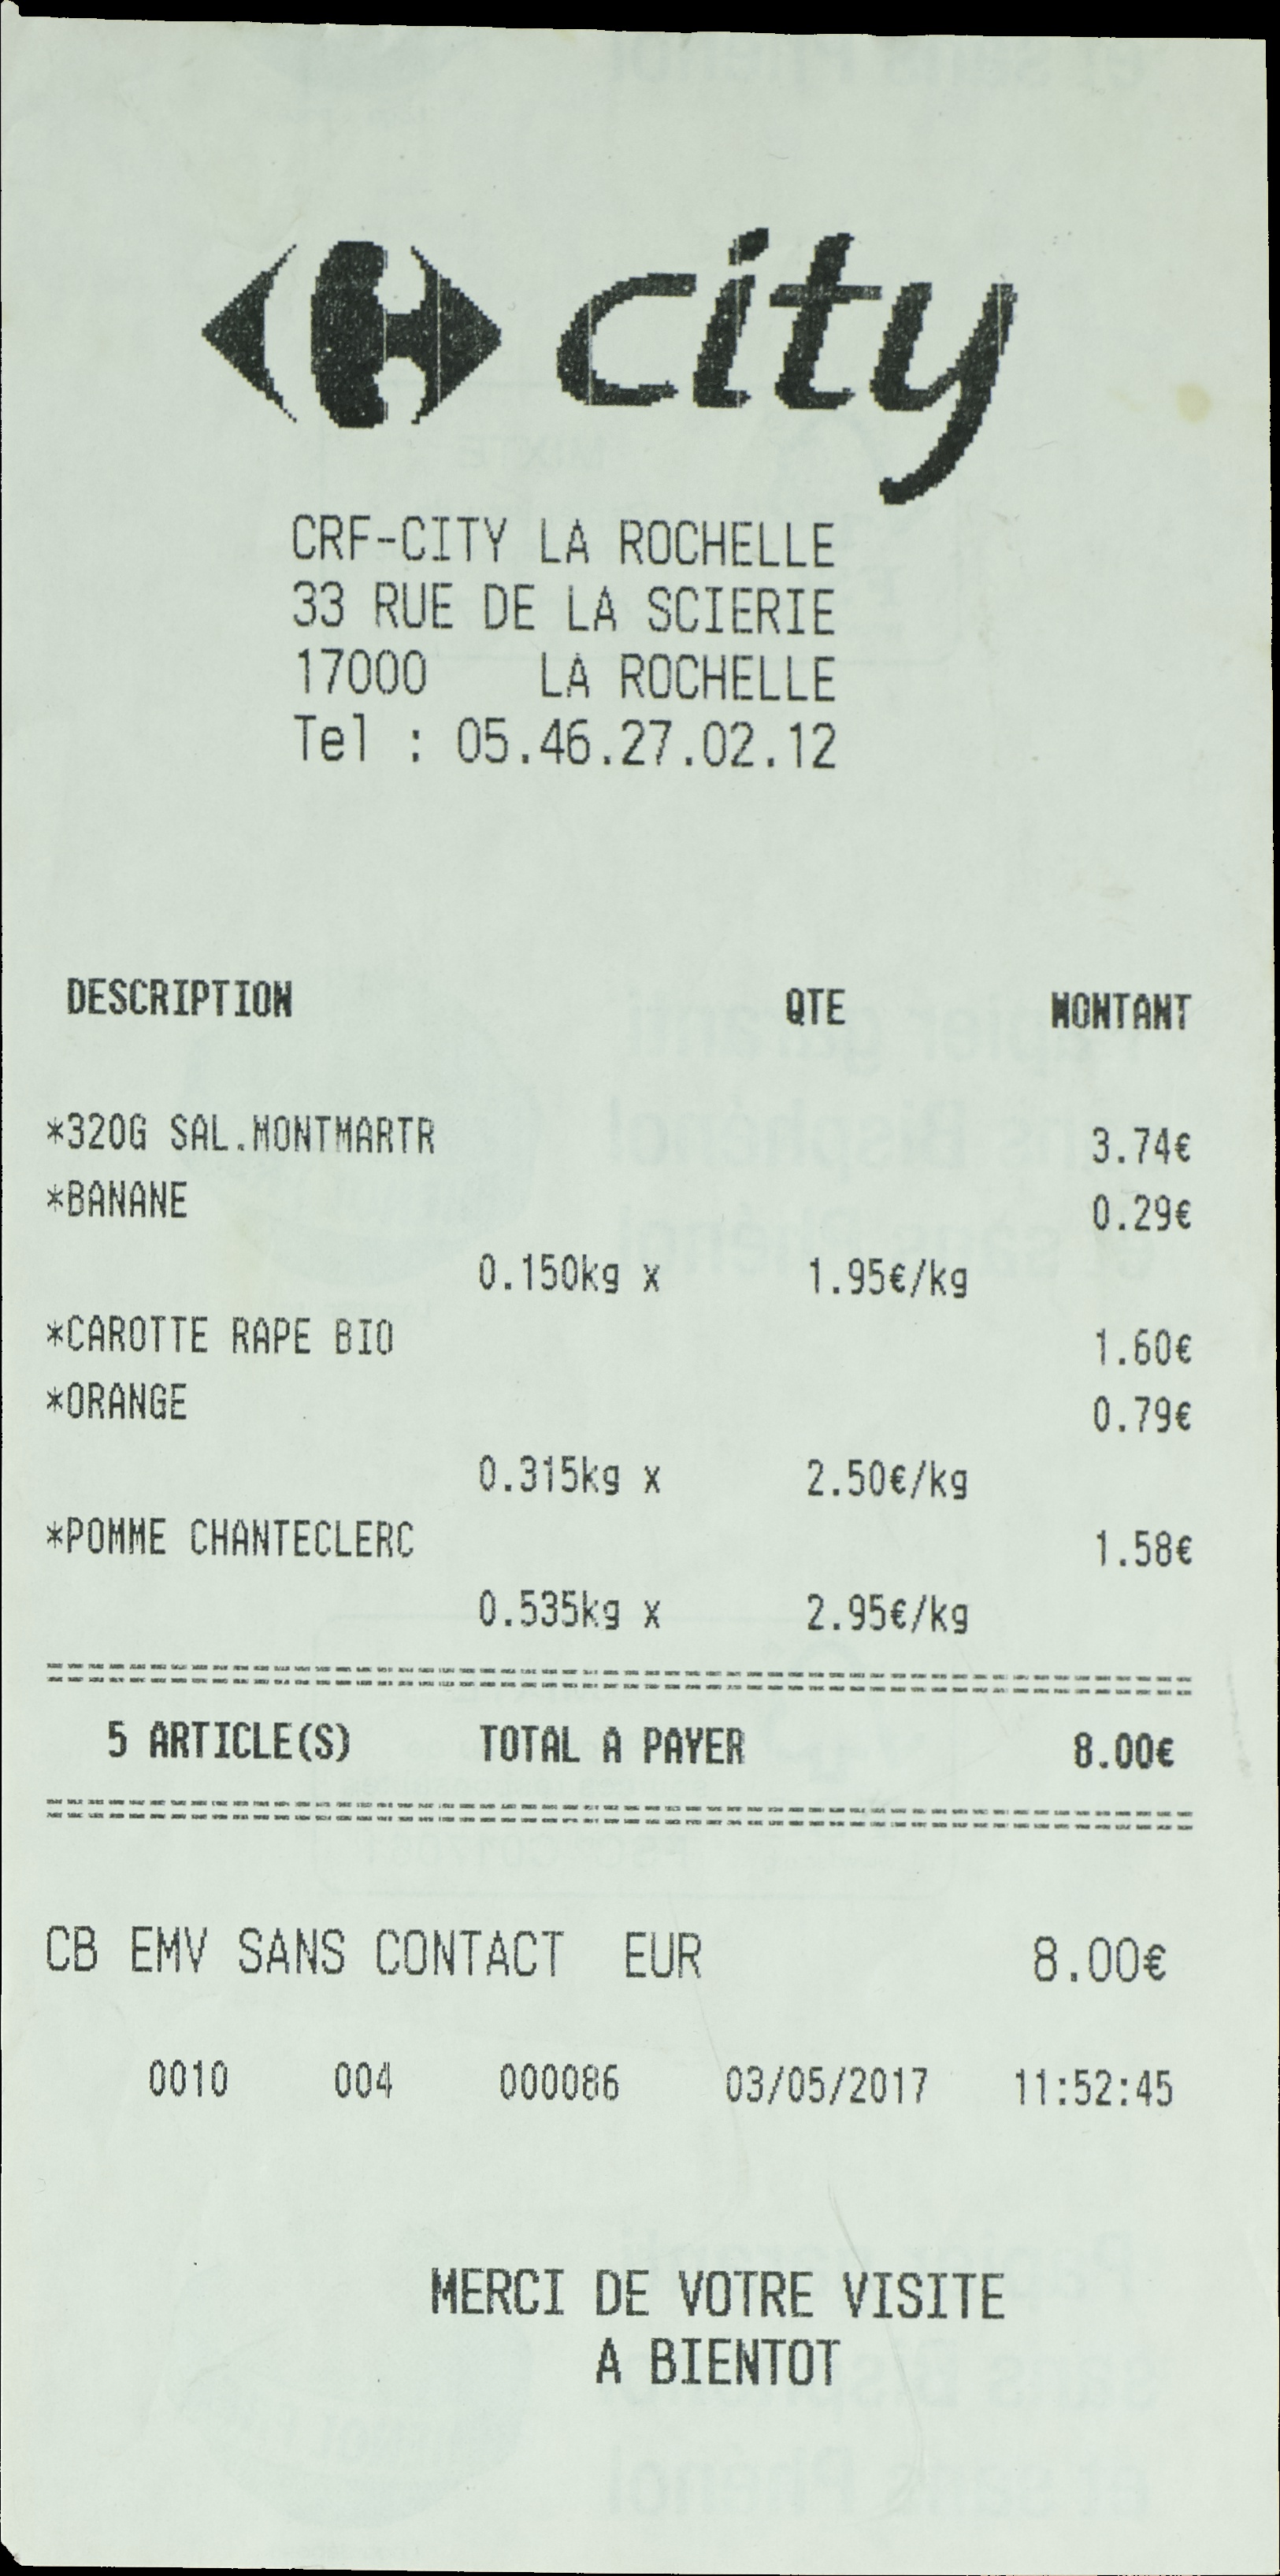 city
CRF-CITY LA ROCHELLE
33 RUE DE LA SCIERIE
17000 LA ROCHELLE
Tel : 05.46.27.02.12
DESCRIPTION QTE MONTANT
*320G SAL.MONTMARTR 3.74€
*BANANE 0.29€
0.150kg x 1.95€/kg
*CAROTTE RAPE BIO 1.60€
*ORANGE 0.79€
0.315kg x 2.50€/kg
*POMME CHANTECLERC 1.58€
0.535kg x 2.95€/kg
5 ARTICLE(S) TOTAL A PAYER 8.00€
CB EMV SANS CONTACT EUR 8.00€
0010 004 000086 03/05/2017 11:52:45
MERCI DE VOTRE VISITE
A BIENTOT